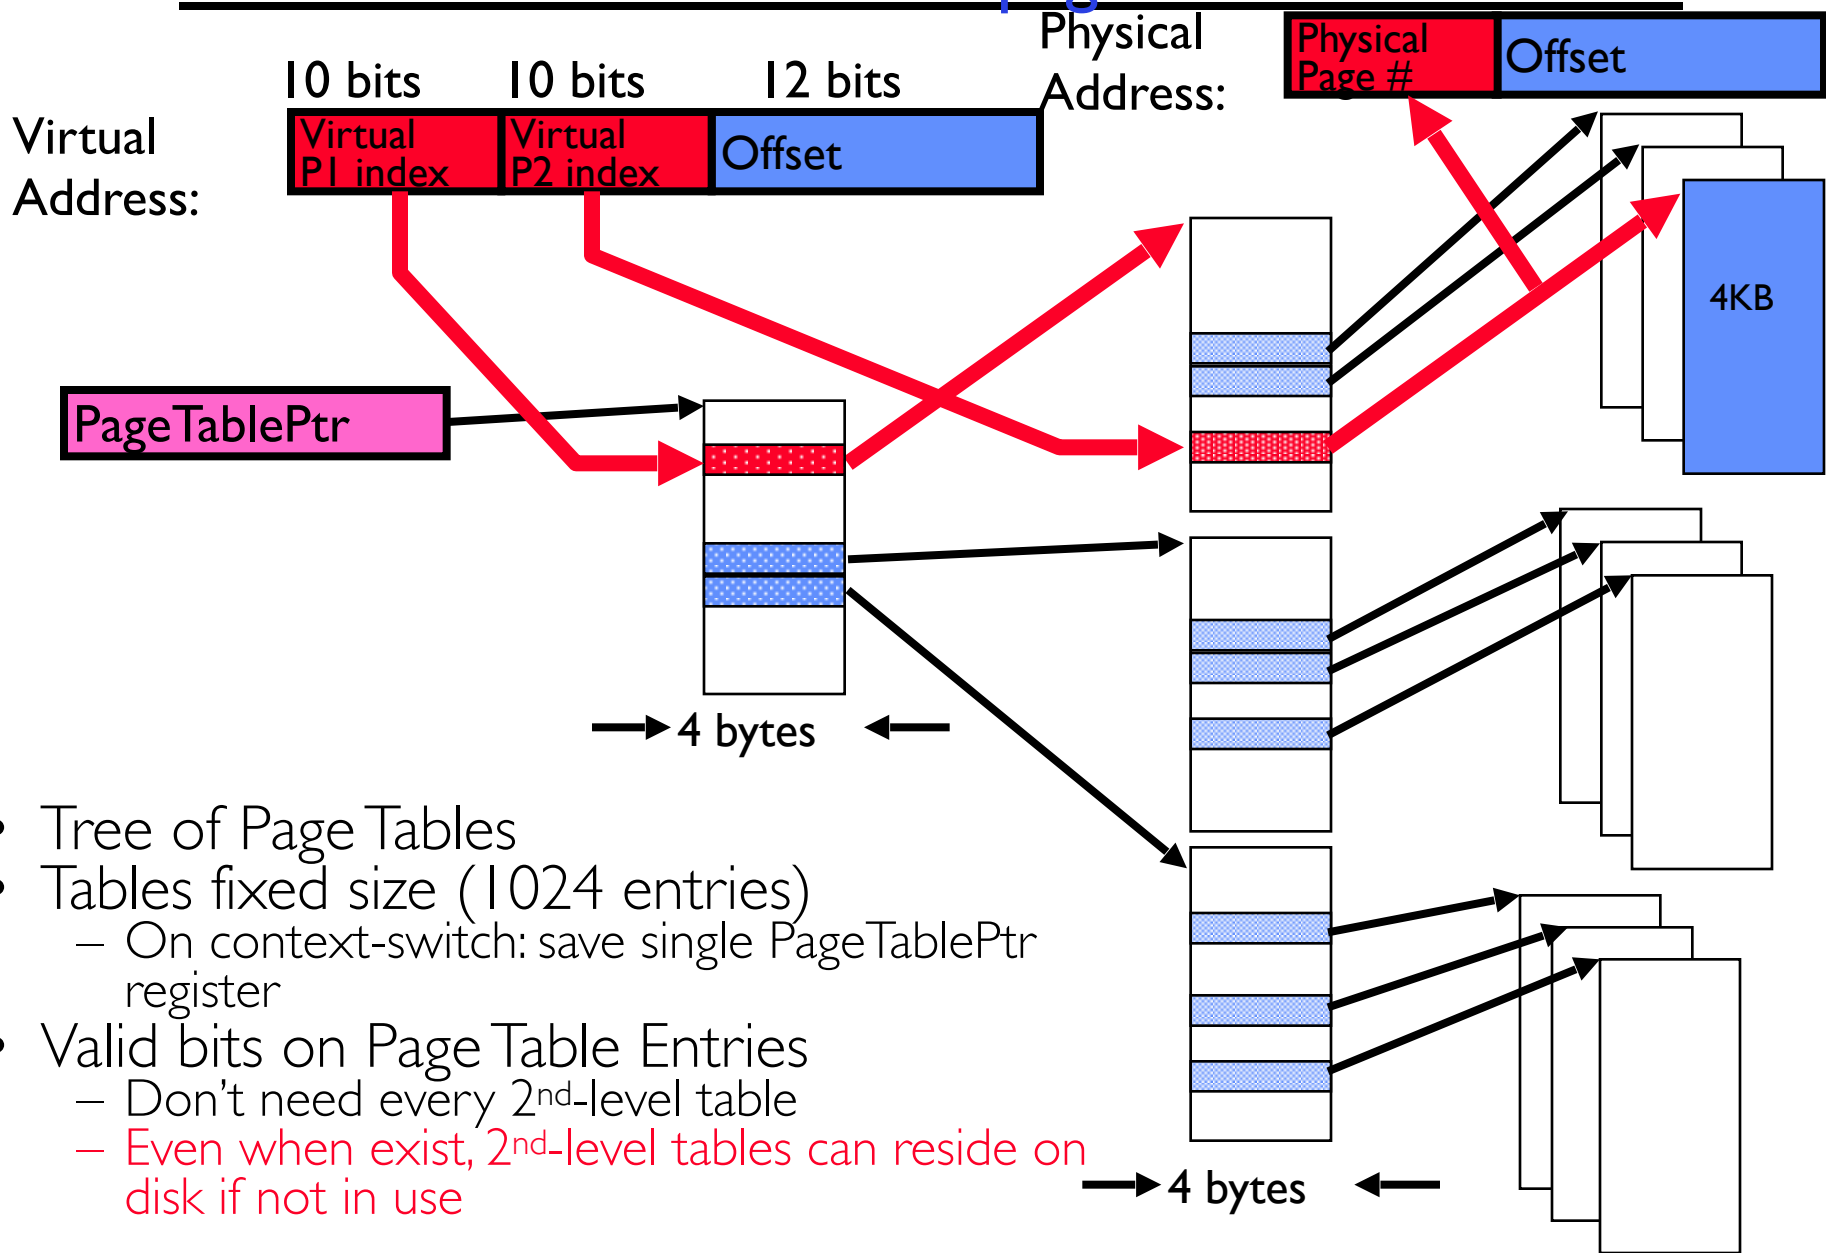 10 bits 10 bits 12 bits
Virtual
Address:
Virtual
P1 index
Virtual
P2 index
Offset
Physical
Address:
Physical
Page #
Offset
4KB
PageTablePtr
4 bytes
• Tree of Page Tables
• Tables fixed size (1024 entries)
– On context-switch: save single PageTablePtr
register
• Valid bits on Page Table Entries
– Don't need every 2nd-level table
– Even when exist, 2nd-level tables can reside on
disk if not in use
4 bytes